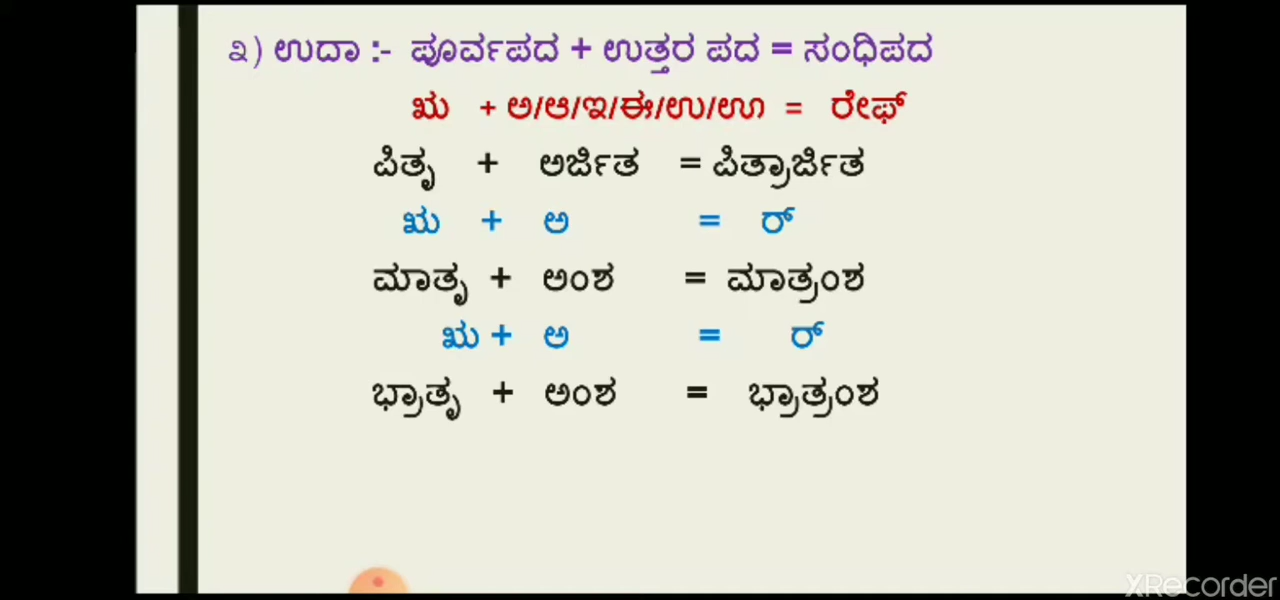 ೩) ಉದಾ :- ಪೂರ್ವಪದ + ಉತ್ತರ ಪದ = ಸಂಧಿಪದ
ಋ + ಅ/ಆ/ಇ/ಈ/ಉ/ಊ = ರೇಫ್
ಪಿತೃ + ಅರ್ಜಿತ = ಪಿತ್ರಾರ್ಜಿತ
ಋ + ಅ = ರ್
ಮಾತೃ + ಅಂಶ = ಮಾತ್ರಂಶ
ಋ + ಅ = ರ್
ಭ್ರಾತೃ + ಅಂಶ = ಭ್ರಾತ್ರಂಶ
XRecorder